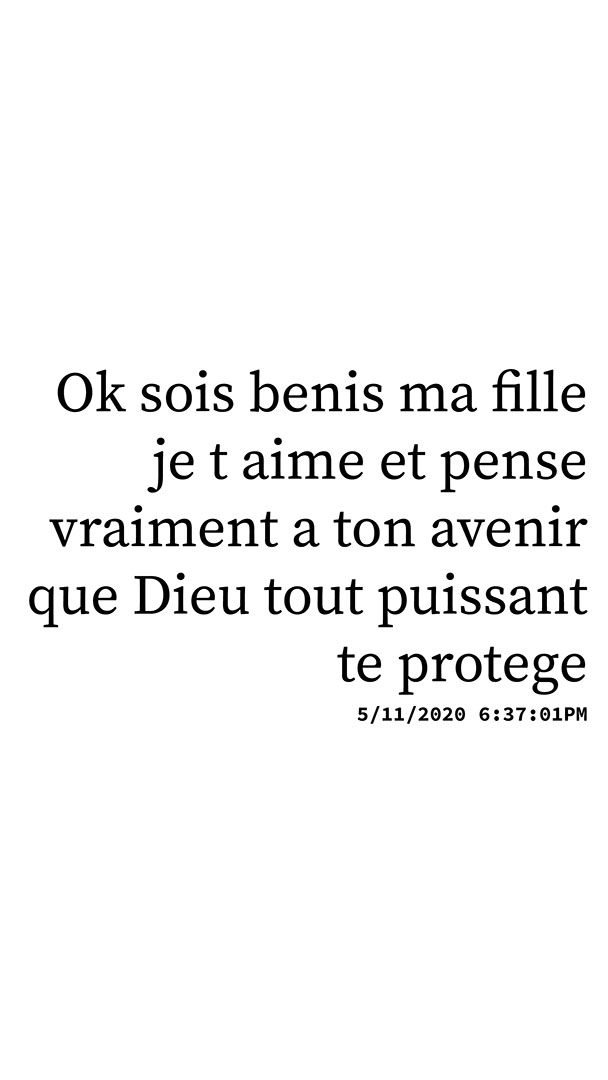 Ok sois benis ma fille
je t aime et pense
vraiment a ton avenir
que Dieu tout puissant
te protege
5/11/2020 6:37:01PM